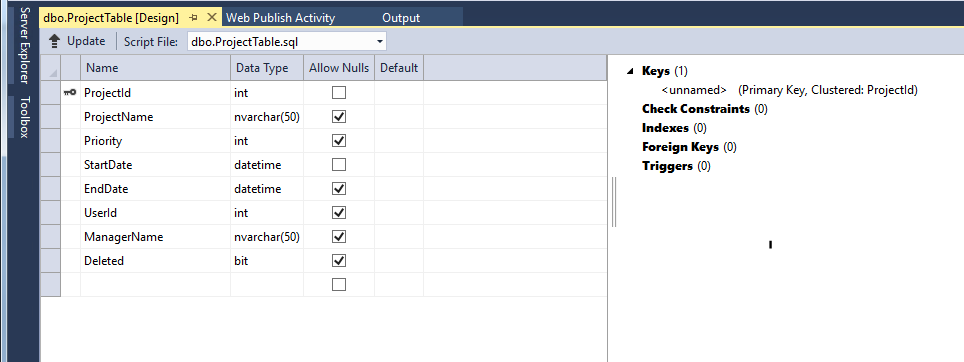 Server Explorer
Toolbox
dbo.ProjectTable [Design]
Web Publish Activity
Output
Update
Script File:
dbo.ProjectTable.sql
Name Data Type Allow Nulls Default
ProjectId int
ProjectName nvarchar(50)
Priority int
StartDate datetime
EndDate datetime
UserId int
ManagerName nvarchar(50)
Deleted bit
Keys (1)
<unnamed> (Primary Key, Clustered: ProjectId)
Check Constraints (0)
Indexes (0)
Foreign Keys (0)
Triggers (0)